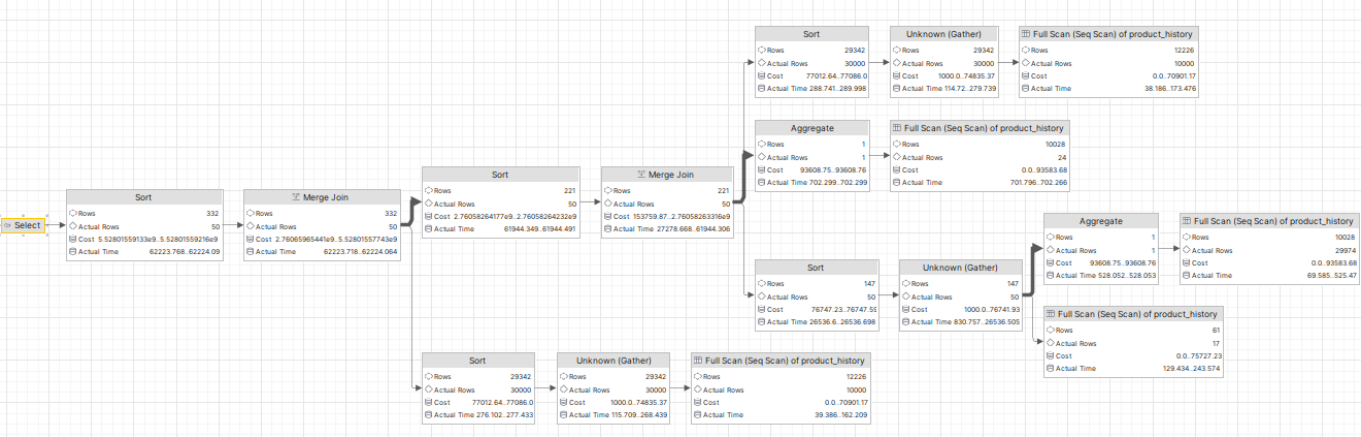 Select
Sort
Rows 332
Actual Rows 50
Cost 5.52801559133e9..5.52801559216e9
Actual Time 62223.768..62224.09
Merge Join
Rows 332
Actual Rows 50
Cost 2.76065965441e9..5.52801557743e9
Actual Time 62223.718..62224.064
Sort
Rows 221
Actual Rows 50
Cost 2.76058264177e9..2.76058264232e9
Actual Time 61944.349..61944.491
Merge Join
Rows 221
Actual Rows 50
Cost 153759.87..2.76058263316e9
Actual Time 27278.668..61944.306
Sort
Rows 29342
Actual Rows 30000
Cost 77012.64..77086.0
Actual Time 288.741..289.998
Unknown (Gather)
Rows 29342
Actual Rows 30000
Cost 1000.0..74835.37
Actual Time 114.72..279.739
Full Scan (Seq Scan) of product_history
Rows 12226
Actual Rows 10000
Cost 0.0..70901.17
Actual Time 38.186..173.476
Aggregate
Rows 1
Actual Rows 1
Cost 93608.75..93608.76
Actual Time 702.299..702.299
Full Scan (Seq Scan) of product_history
Rows 10028
Actual Rows 24
Cost 0.0..93583.68
Actual Time 701.796..702.266
Sort
Rows 147
Actual Rows 50
Cost 76747.23..76747.59
Actual Time 26536.6..26536.698
Unknown (Gather)
Rows 147
Actual Rows 50
Cost 1000.0..76741.93
Actual Time 830.757..26536.505
Aggregate
Rows 1
Actual Rows 1
Cost 93608.75..93608.76
Actual Time 528.052..528.053
Full Scan (Seq Scan) of product_history
Rows 10028
Actual Rows 29974
Cost 0.0..93583.68
Actual Time 69.585..525.47
Full Scan (Seq Scan) of product_history
Rows 61
Actual Rows 17
Cost 0.0..75727.23
Actual Time 129.434..243.574
Sort
Rows 29342
Actual Rows 30000
Cost 77012.64..77086.0
Actual Time 276.102..277.433
Unknown (Gather)
Rows 29342
Actual Rows 30000
Cost 1000.0..74835.37
Actual Time 115.709..268.439
Full Scan (Seq Scan) of product_history
Rows 12226
Actual Rows 10000
Cost 0.0..70901.17
Actual Time 39.386..162.209